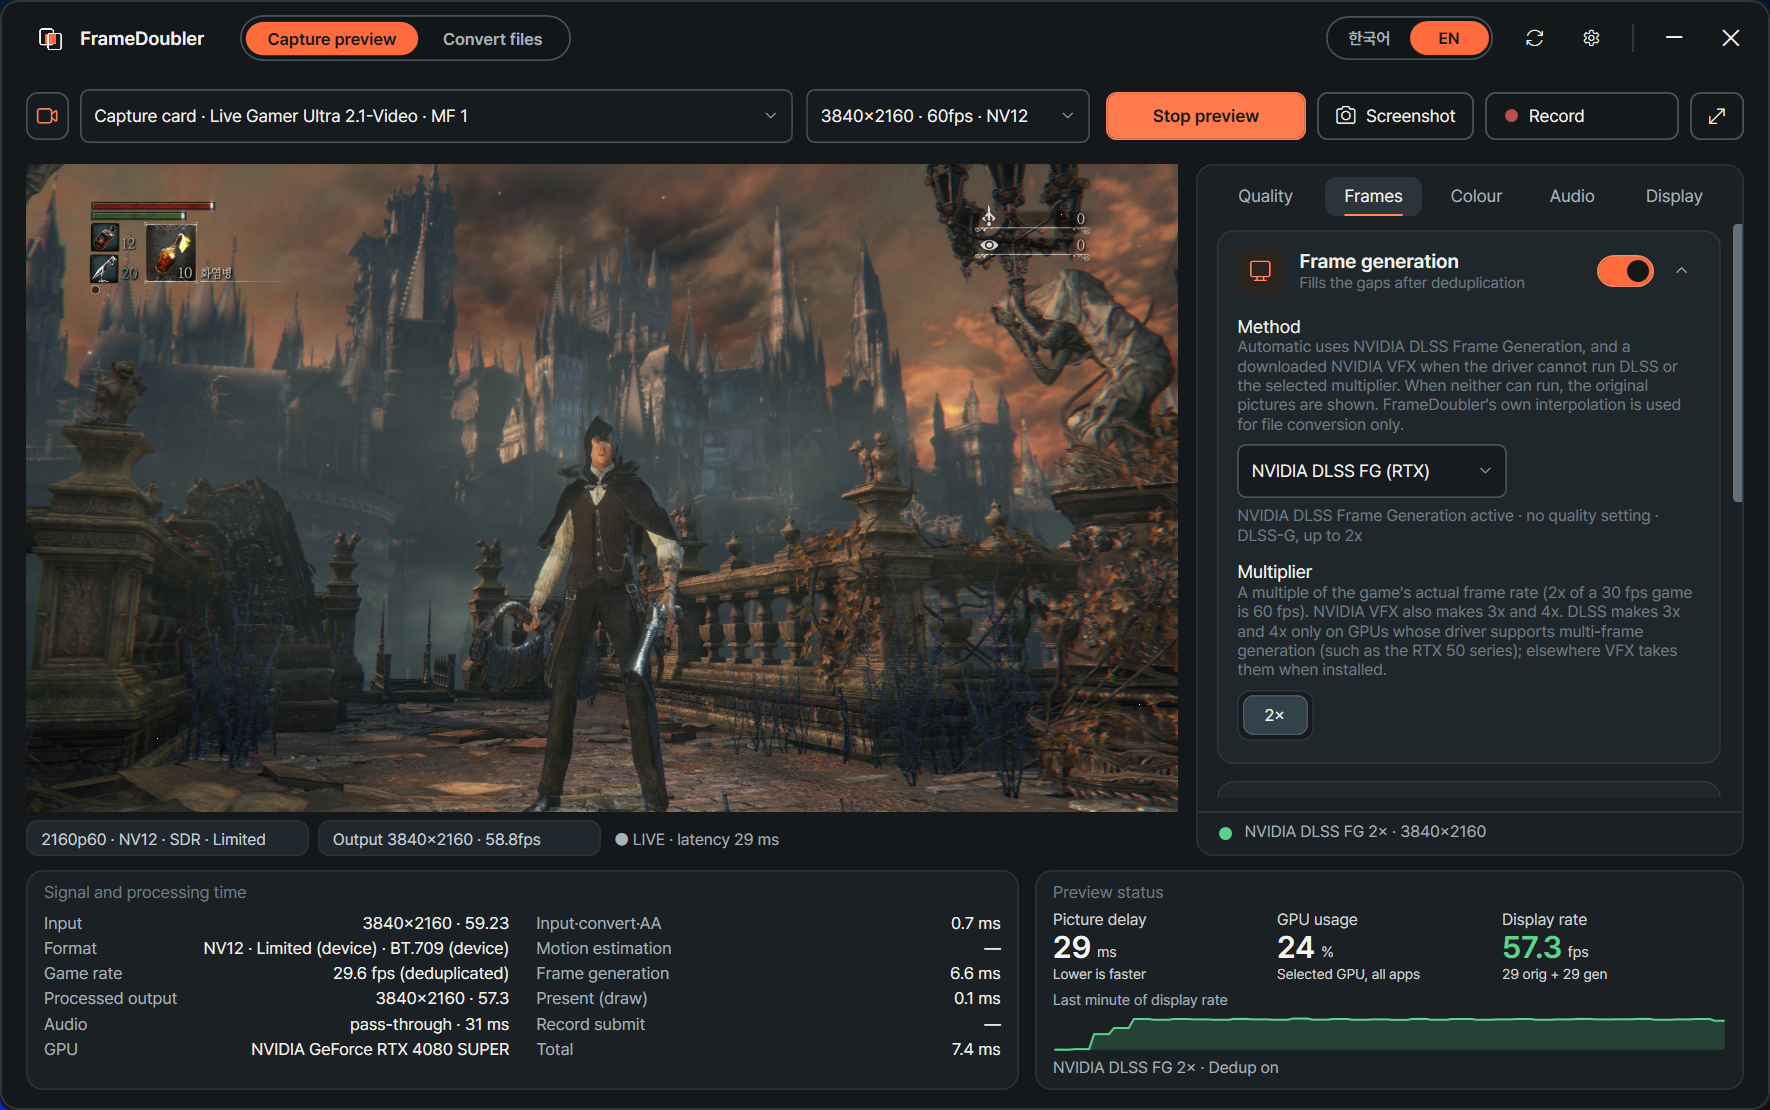 FrameDoubler
Capture preview
Convert files
한국어
EN
Capture card · Live Gamer Ultra 2.1-Video · MF 1
3840×2160 · 60fps · NV12
Stop preview
Screenshot
Record
12
20
10
화염병
0
0
Quality
Frames
Colour
Audio
Display
Frame generation
Fills the gaps after deduplication
Method
Automatic uses NVIDIA DLSS Frame Generation, and a
downloaded NVIDIA VFX when the driver cannot run DLSS or
the selected multiplier. When neither can run, the original
pictures are shown. FrameDoubler's own interpolation is used
for file conversion only.
NVIDIA DLSS FG (RTX)
NVIDIA DLSS Frame Generation active · no quality setting ·
DLSS-G, up to 2x
Multiplier
A multiple of the game's actual frame rate (2x of a 30 fps game
is 60 fps). NVIDIA VFX also makes 3x and 4x. DLSS makes 3x
and 4x only on GPUs whose driver supports multi-frame
generation (such as the RTX 50 series); elsewhere VFX takes
them when installed.
2×
NVIDIA DLSS FG 2× · 3840×2160
2160p60 · NV12 · SDR · Limited
Output 3840×2160 · 58.8fps
LIVE · latency 29 ms
Signal and processing time
Input 3840×2160 · 59.23
Format NV12 · Limited (device) · BT.709 (device)
Game rate 29.6 fps (deduplicated)
Processed output 3840×2160 · 57.3
Audio pass-through · 31 ms
GPU NVIDIA GeForce RTX 4080 SUPER
Input·convert·AA 0.7 ms
Motion estimation —
Frame generation 6.6 ms
Present (draw) 0.1 ms
Record submit —
Total 7.4 ms
Preview status
Picture delay
29 ms
Lower is faster
GPU usage
24 %
Selected GPU, all apps
Display rate
57.3 fps
29 orig + 29 gen
Last minute of display rate
NVIDIA DLSS FG 2× · Dedup on